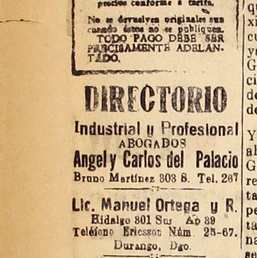 precios conforme a tarifa.
No se devuelven originales aun
cuando éstos no se publiquen.
TODO PAGO DEBE SER
PRECISAMENTE ADELAN-
TADO.
DIRECTORIO
Industrial y Profesional
ABOGADOS
Angel y Carlos del Palacio
Bruno Martínez 303 S. Tel. 267
Lic. Manuel Ortega y R.
Hidalgo 801 Sur Ap 39
Teléfono Ericsson Núm. 25-67.
Durango, Dgo.